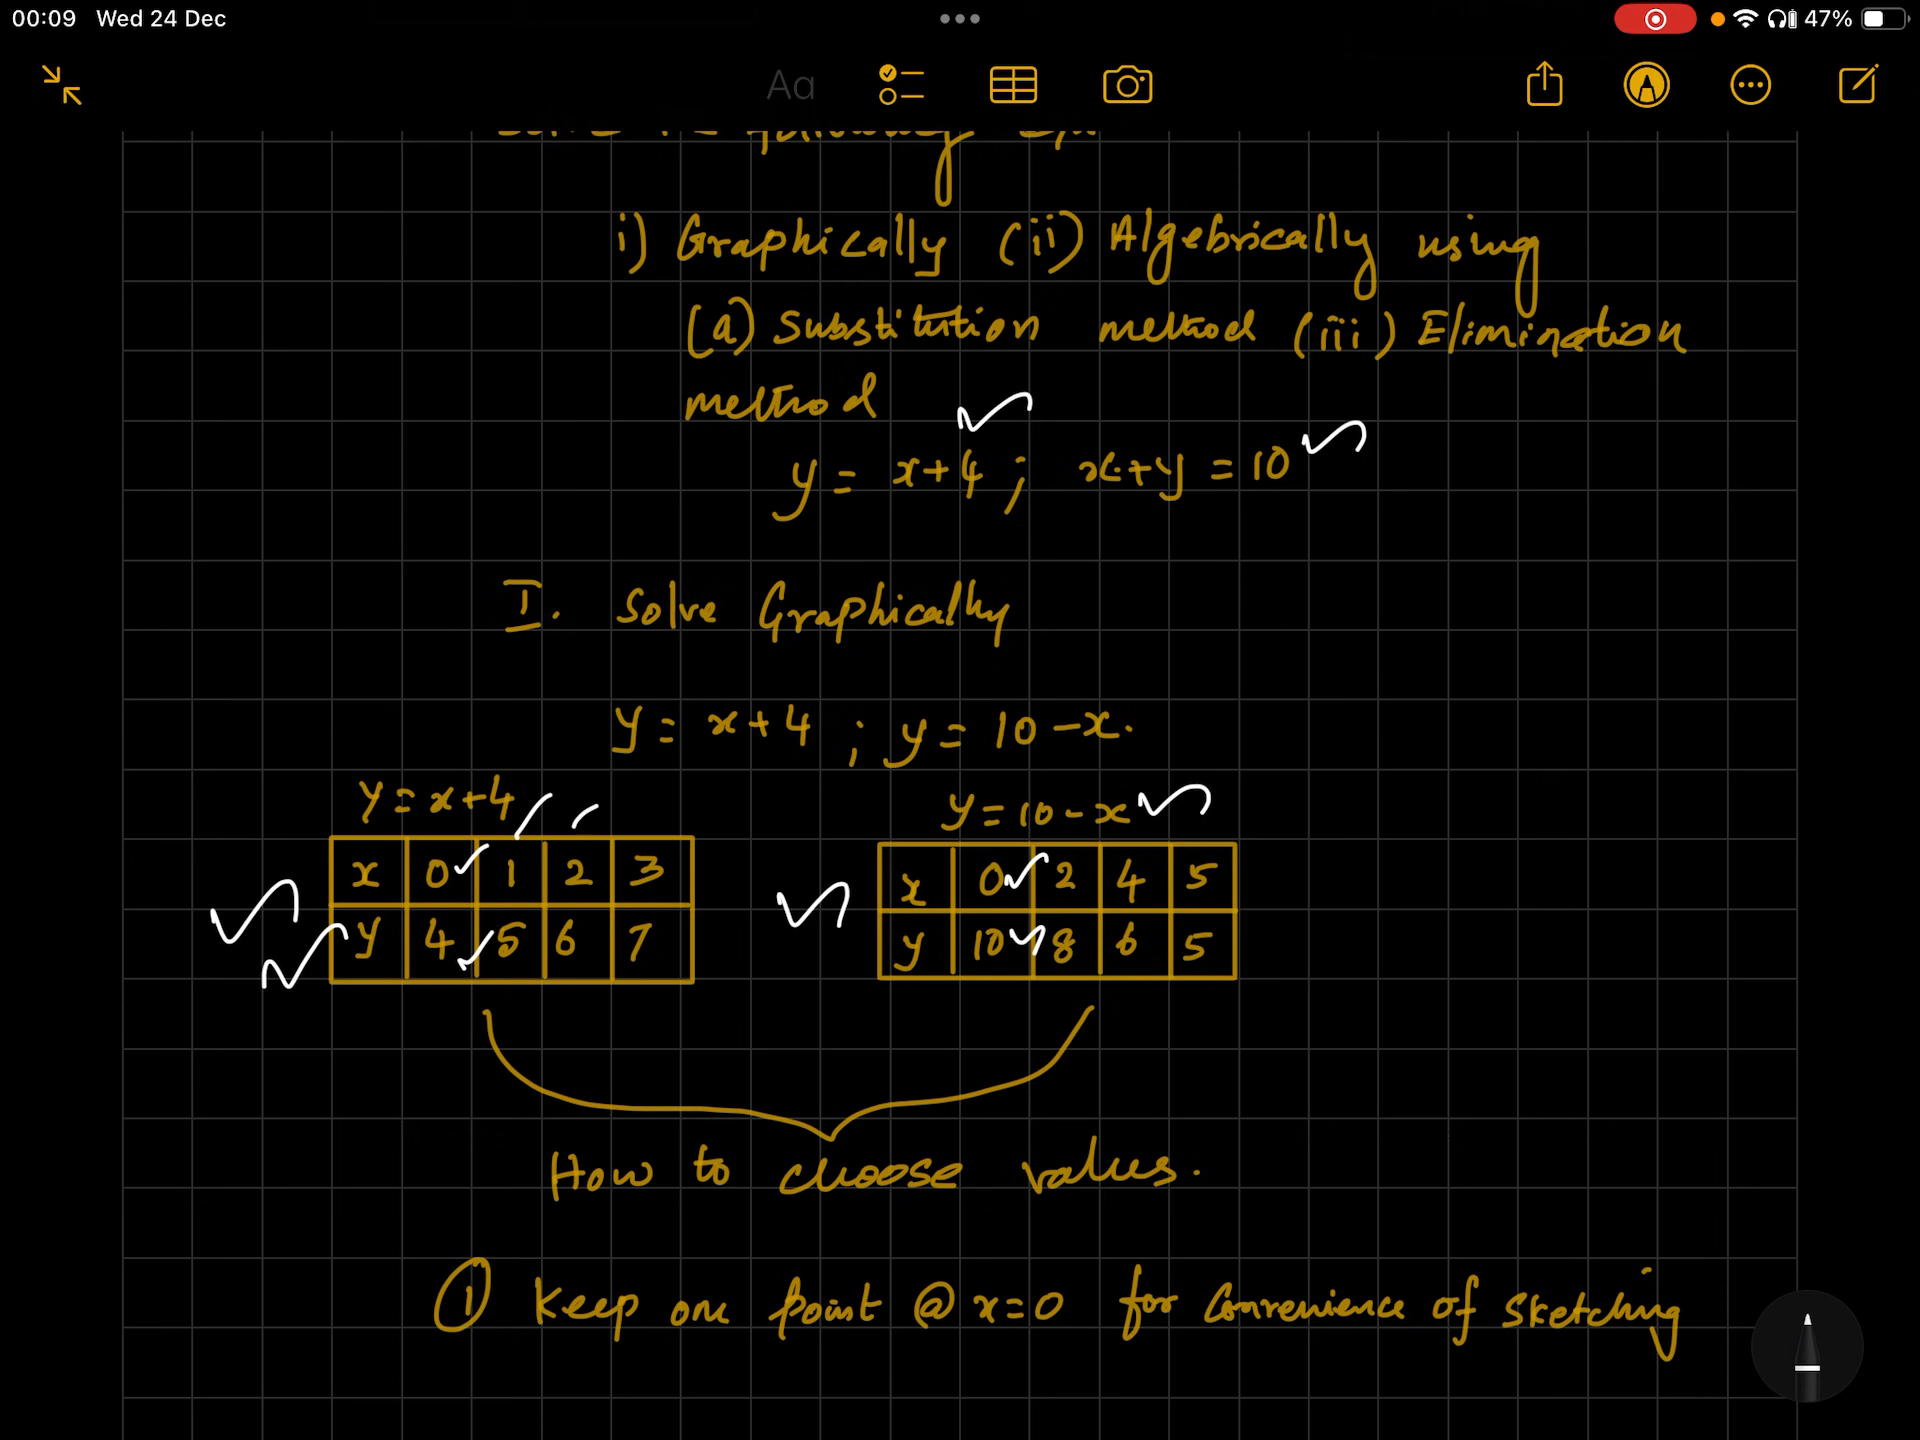 00:09 Wed 24 Dec
47%
Aa
i) Graphically (ii) Algebrically using
(a) Substitution method (iii) Elimination
method
y = x+4 ; x+y = 10
I. Solve Graphically
y = x+4 ; y = 10-x.
y = x+4
x 0 1 2 3
y 4 5 6 7
y = 10-x
x 0 2 4 5
y 10 8 6 5
How to choose values.
① Keep one point @ x=0 for Convenience of Sketching